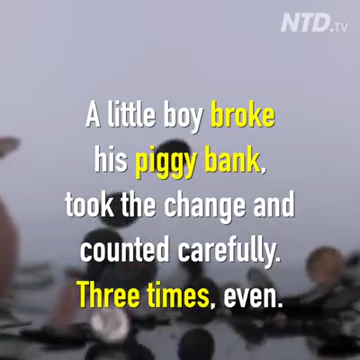 NTD.TV
A little boy broke
his piggy bank,
took the change and
counted carefully.
Three times, even.